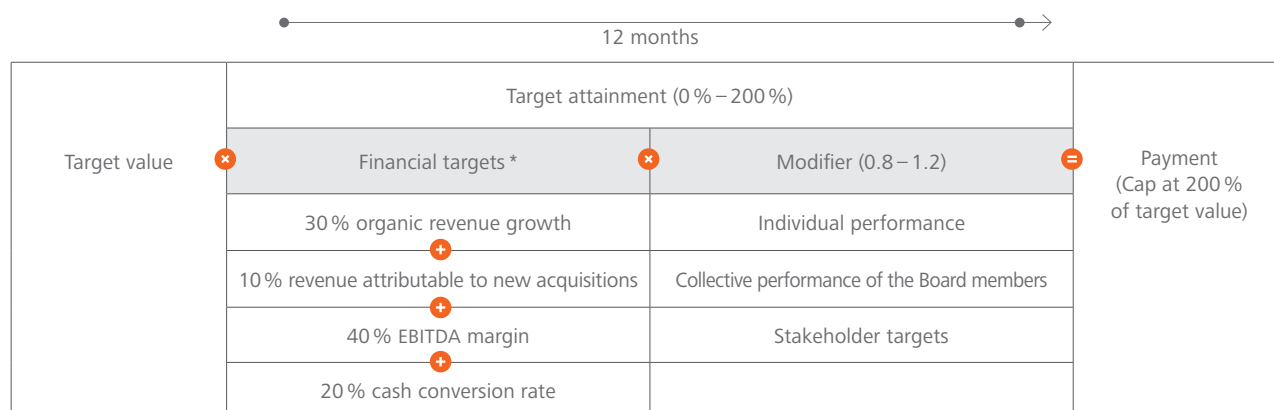 12 months
Target attainment (0 % – 200 %)
Target value
×
Financial targets *
×
Modifier (0.8 – 1.2)
=
Payment
(Cap at 200 %
of target value)
30 % organic revenue growth
Individual performance
+
10 % revenue attributable to new acquisitions
Collective performance of the Board members
+
40 % EBITDA margin
Stakeholder targets
+
20 % cash conversion rate